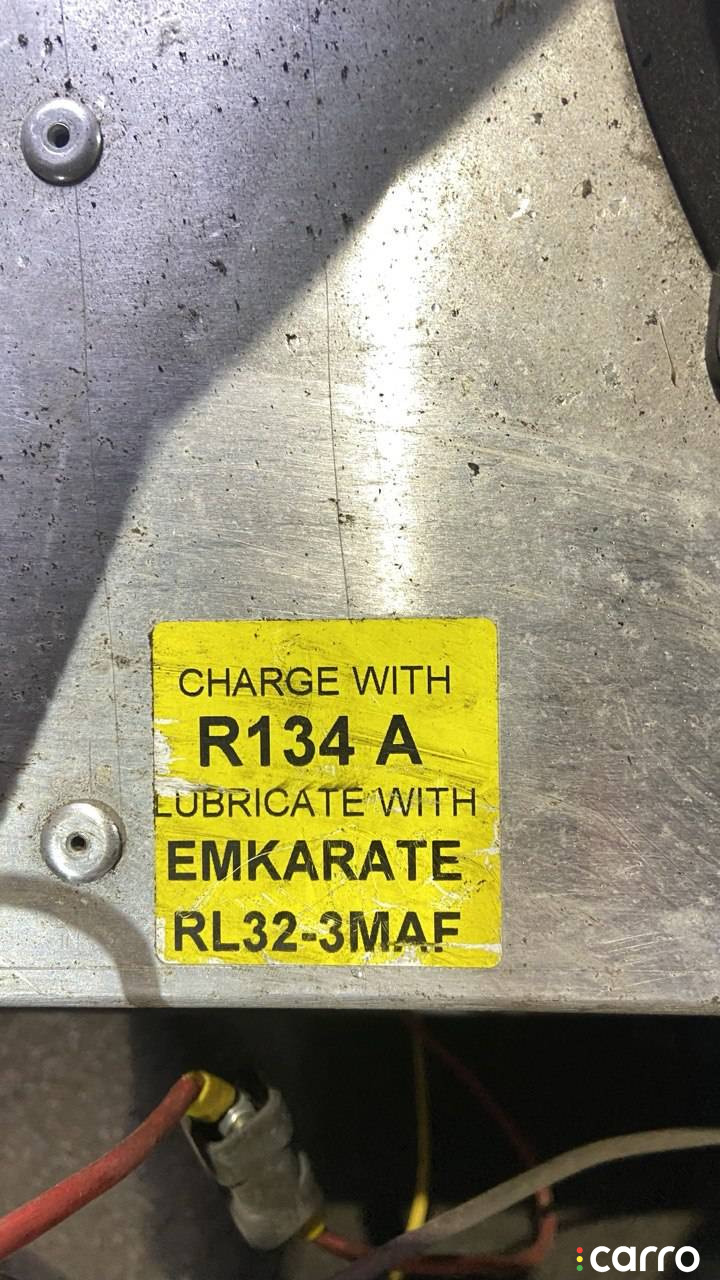 CHARGE WITH
R134 A
LUBRICATE WITH
EMKARATE
RL32-3MAF
carro